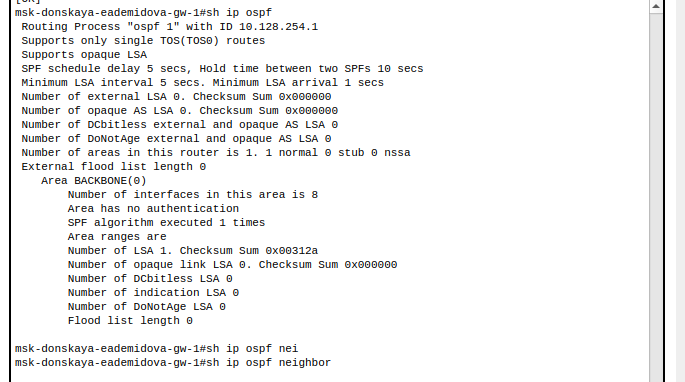 [OK]
msk-donskaya-eademidova-gw-1#sh ip ospf
Routing Process "ospf 1" with ID 10.128.254.1
Supports only single TOS(TOS0) routes
Supports opaque LSA
SPF schedule delay 5 secs, Hold time between two SPFs 10 secs
Minimum LSA interval 5 secs. Minimum LSA arrival 1 secs
Number of external LSA 0. Checksum Sum 0x000000
Number of opaque AS LSA 0. Checksum Sum 0x000000
Number of DCbitless external and opaque AS LSA 0
Number of DoNotAge external and opaque AS LSA 0
Number of areas in this router is 1. 1 normal 0 stub 0 nssa
External flood list length 0
Area BACKBONE(0)
Number of interfaces in this area is 8
Area has no authentication
SPF algorithm executed 1 times
Area ranges are
Number of LSA 1. Checksum Sum 0x00312a
Number of opaque link LSA 0. Checksum Sum 0x000000
Number of DCbitless LSA 0
Number of indication LSA 0
Number of DoNotAge LSA 0
Flood list length 0
msk-donskaya-eademidova-gw-1#sh ip ospf nei
msk-donskaya-eademidova-gw-1#sh ip ospf neighbor